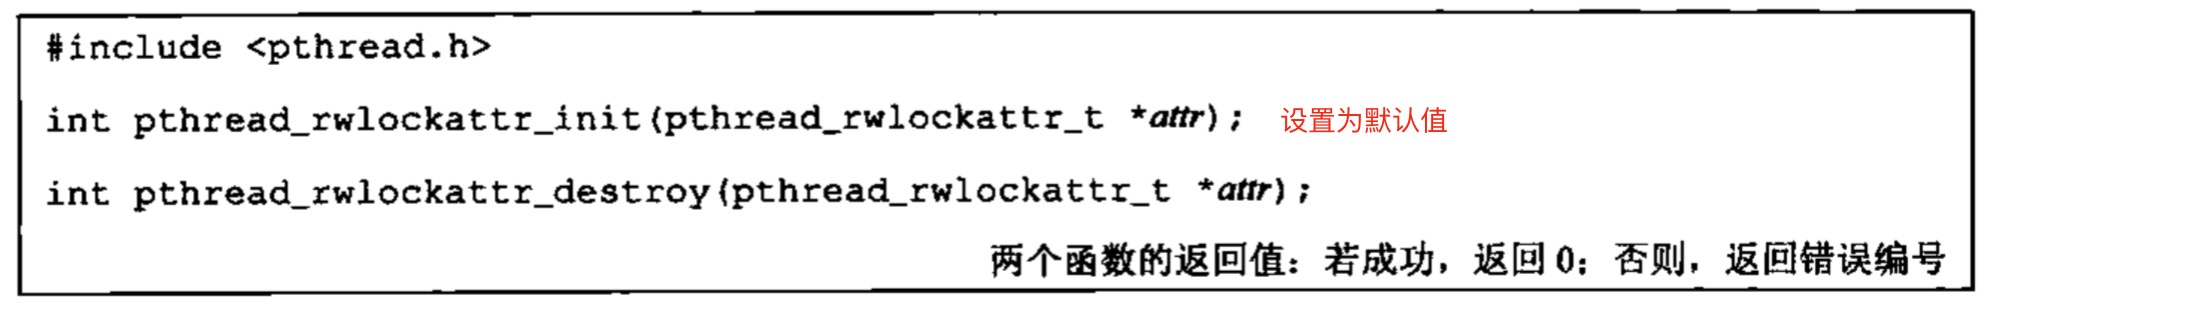 #include <pthread.h>
int pthread_rwlockattr_init(pthread_rwlockattr_t *attr); 设置为默认值
int pthread_rwlockattr_destroy(pthread_rwlockattr_t *attr);
两个函数的返回值：若成功，返回0；否则，返回错误编号